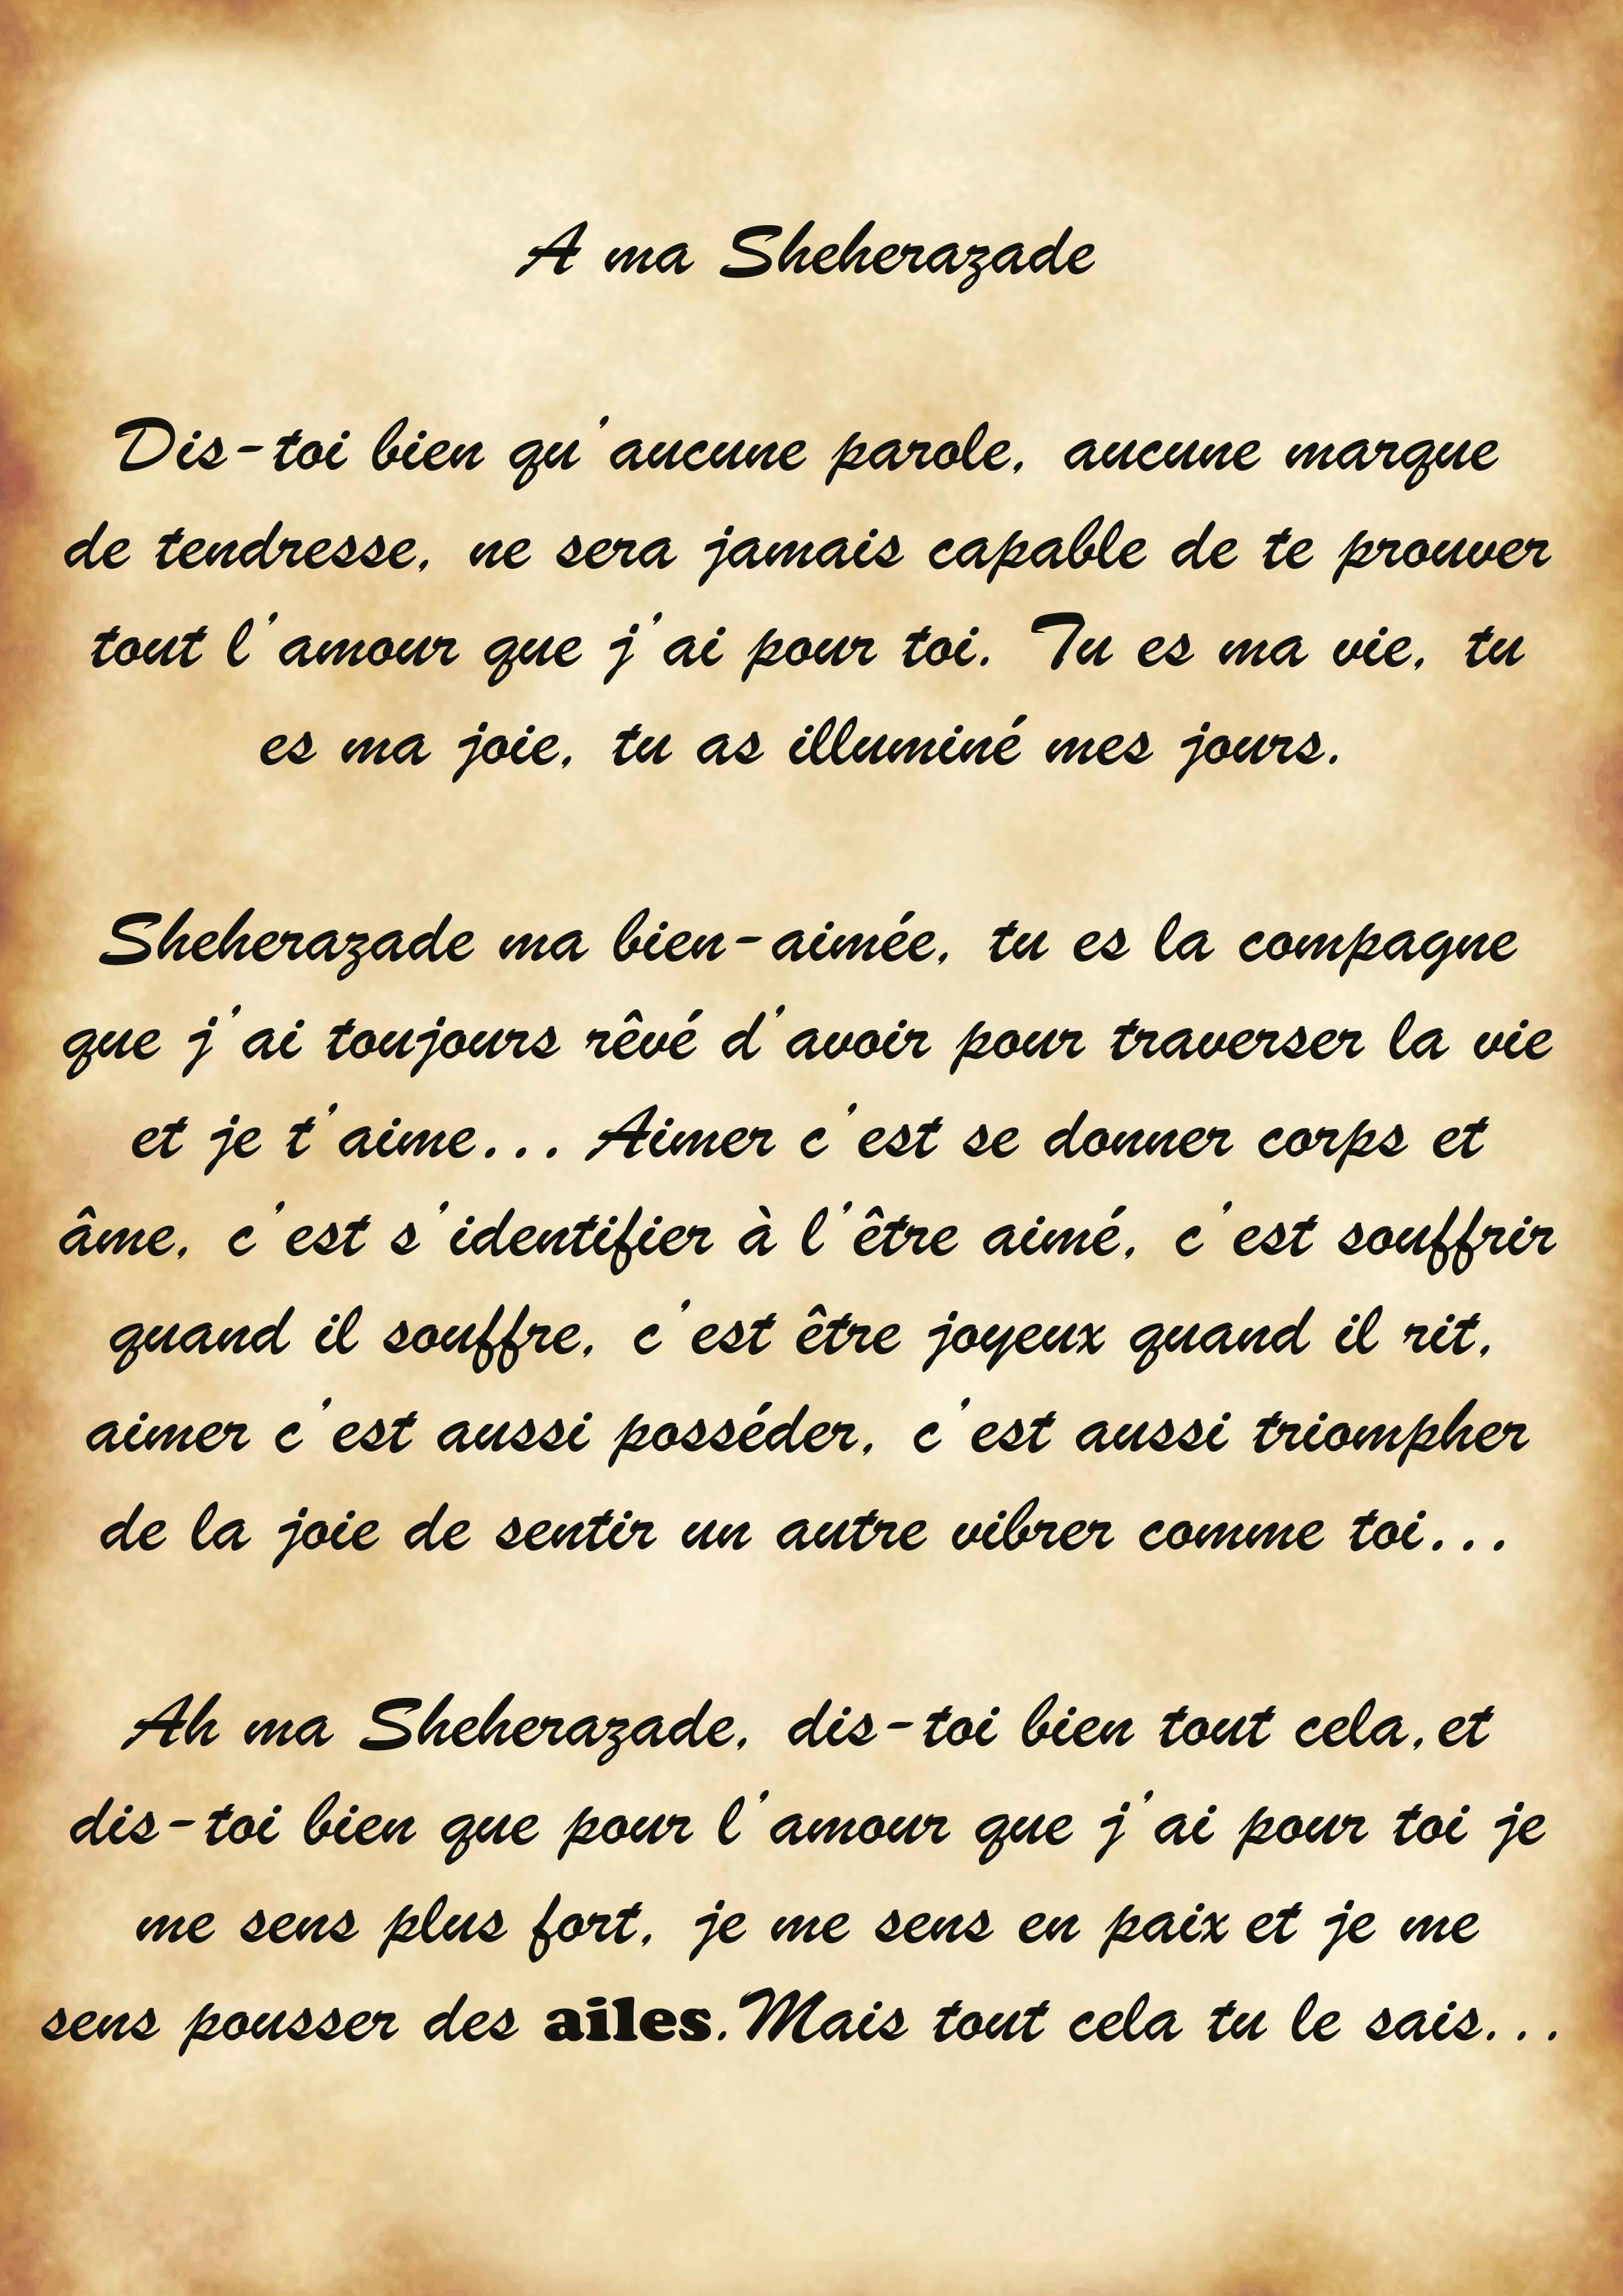 A ma Sheherazade
Dis-toi bien qu'aucune parole, aucune marque
de tendresse, ne sera jamais capable de te prouver
tout l'amour que j'ai pour toi. Tu es ma vie, tu
es ma joie, tu as illuminé mes jours.
Sheherazade ma bien-aimée, tu es la compagne
que j'ai toujours rêvé d'avoir pour traverser la vie
et je t'aime... Aimer c'est se donner corps et
âme, c'est s'identifier à l'être aimé, c'est souffrir
quand il souffre, c'est être joyeux quand il rit,
aimer c'est aussi posséder, c'est aussi triompher
de la joie de sentir un autre vibrer comme toi...
Ah ma Sheherazade, dis-toi bien tout cela,et
dis-toi bien que pour l'amour que j'ai pour toi je
me sens plus fort, je me sens en paix et je me
sens pousser des ailes.Mais tout cela tu le sais...